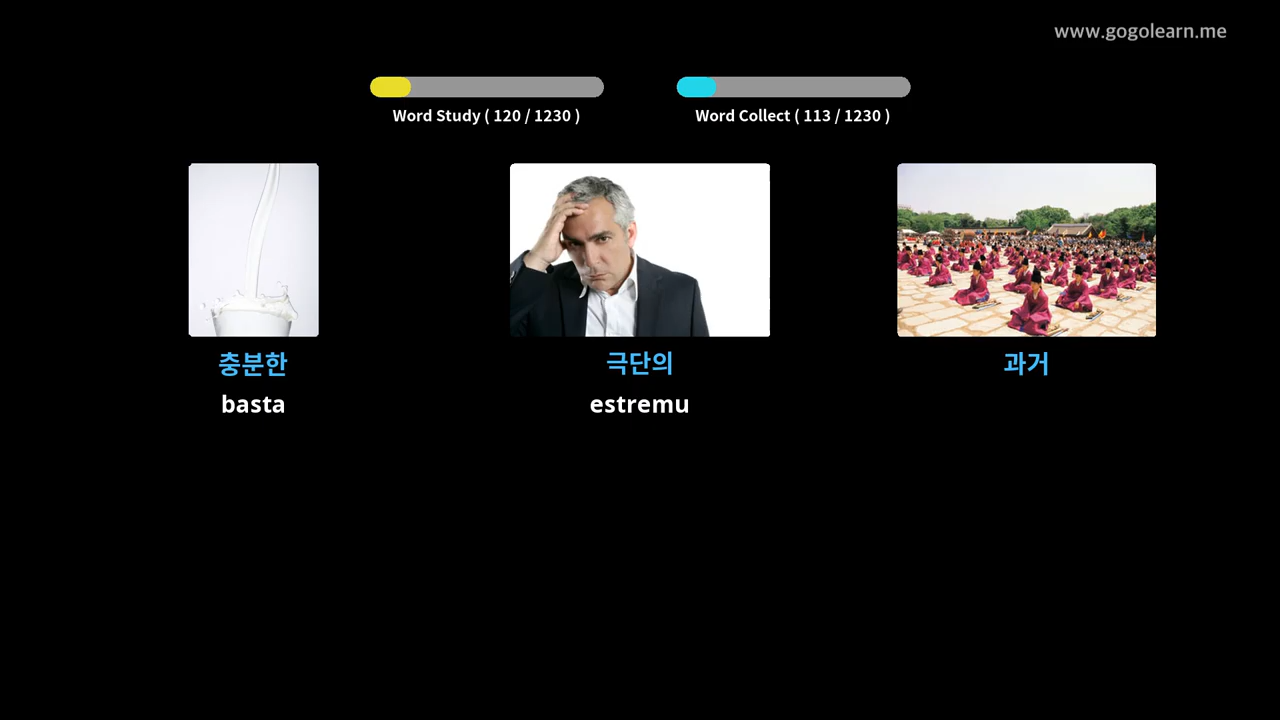 www.gogolearn.me
Word Study ( 120 / 1230 )
Word Collect ( 113 / 1230 )
충분한
극단의
과거
basta
estremu